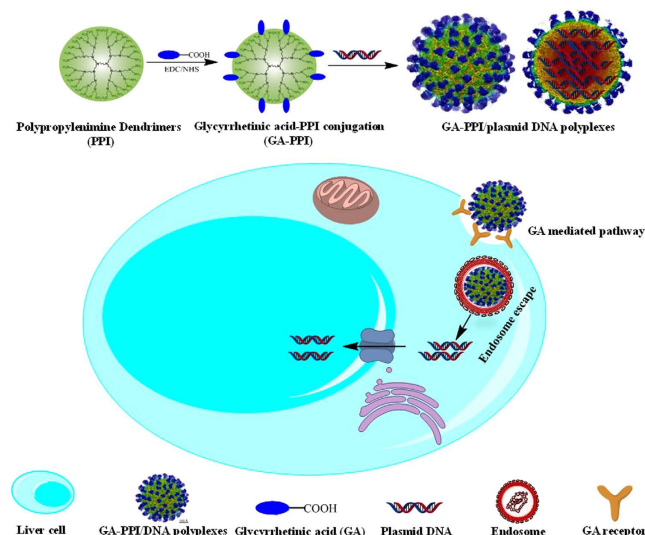 COOH
EDC/NHS
Polypropylenimine Dendrimers
(PPI)
Glycyrrhetinic acid-PPI conjugation
(GA-PPI)
GA-PPI/plasmid DNA polyplexes
GA mediated pathway
Endosome escape
COOH
Liver cell
GA-PPI/DNA polyplexes
Glycyrrhetinic acid (GA)
Plasmid DNA
Endosome
GA receptor